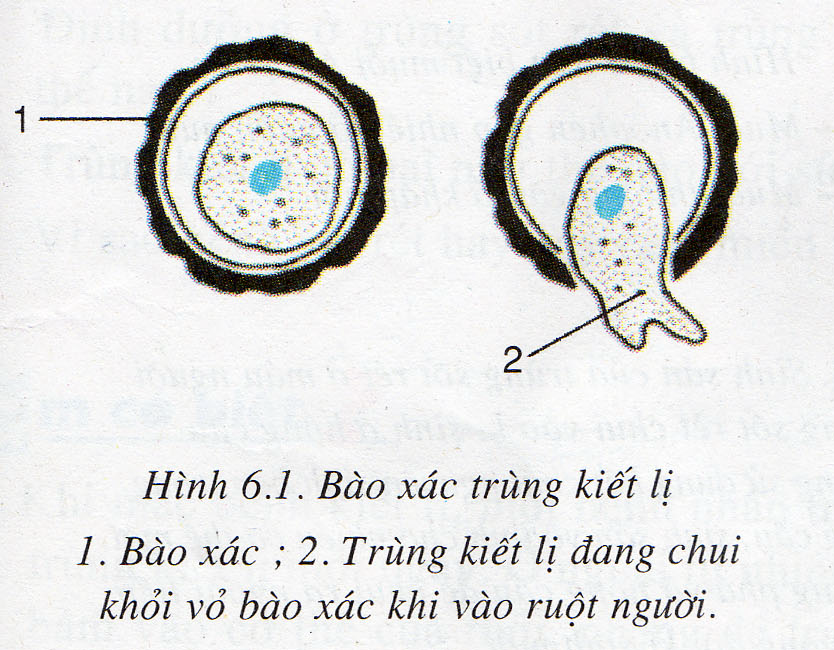 1
2
Hình 6.1. Bào xác trùng kiết lị
1. Bào xác ; 2. Trùng kiết lị đang chui
khỏi vỏ bào xác khi vào ruột người.